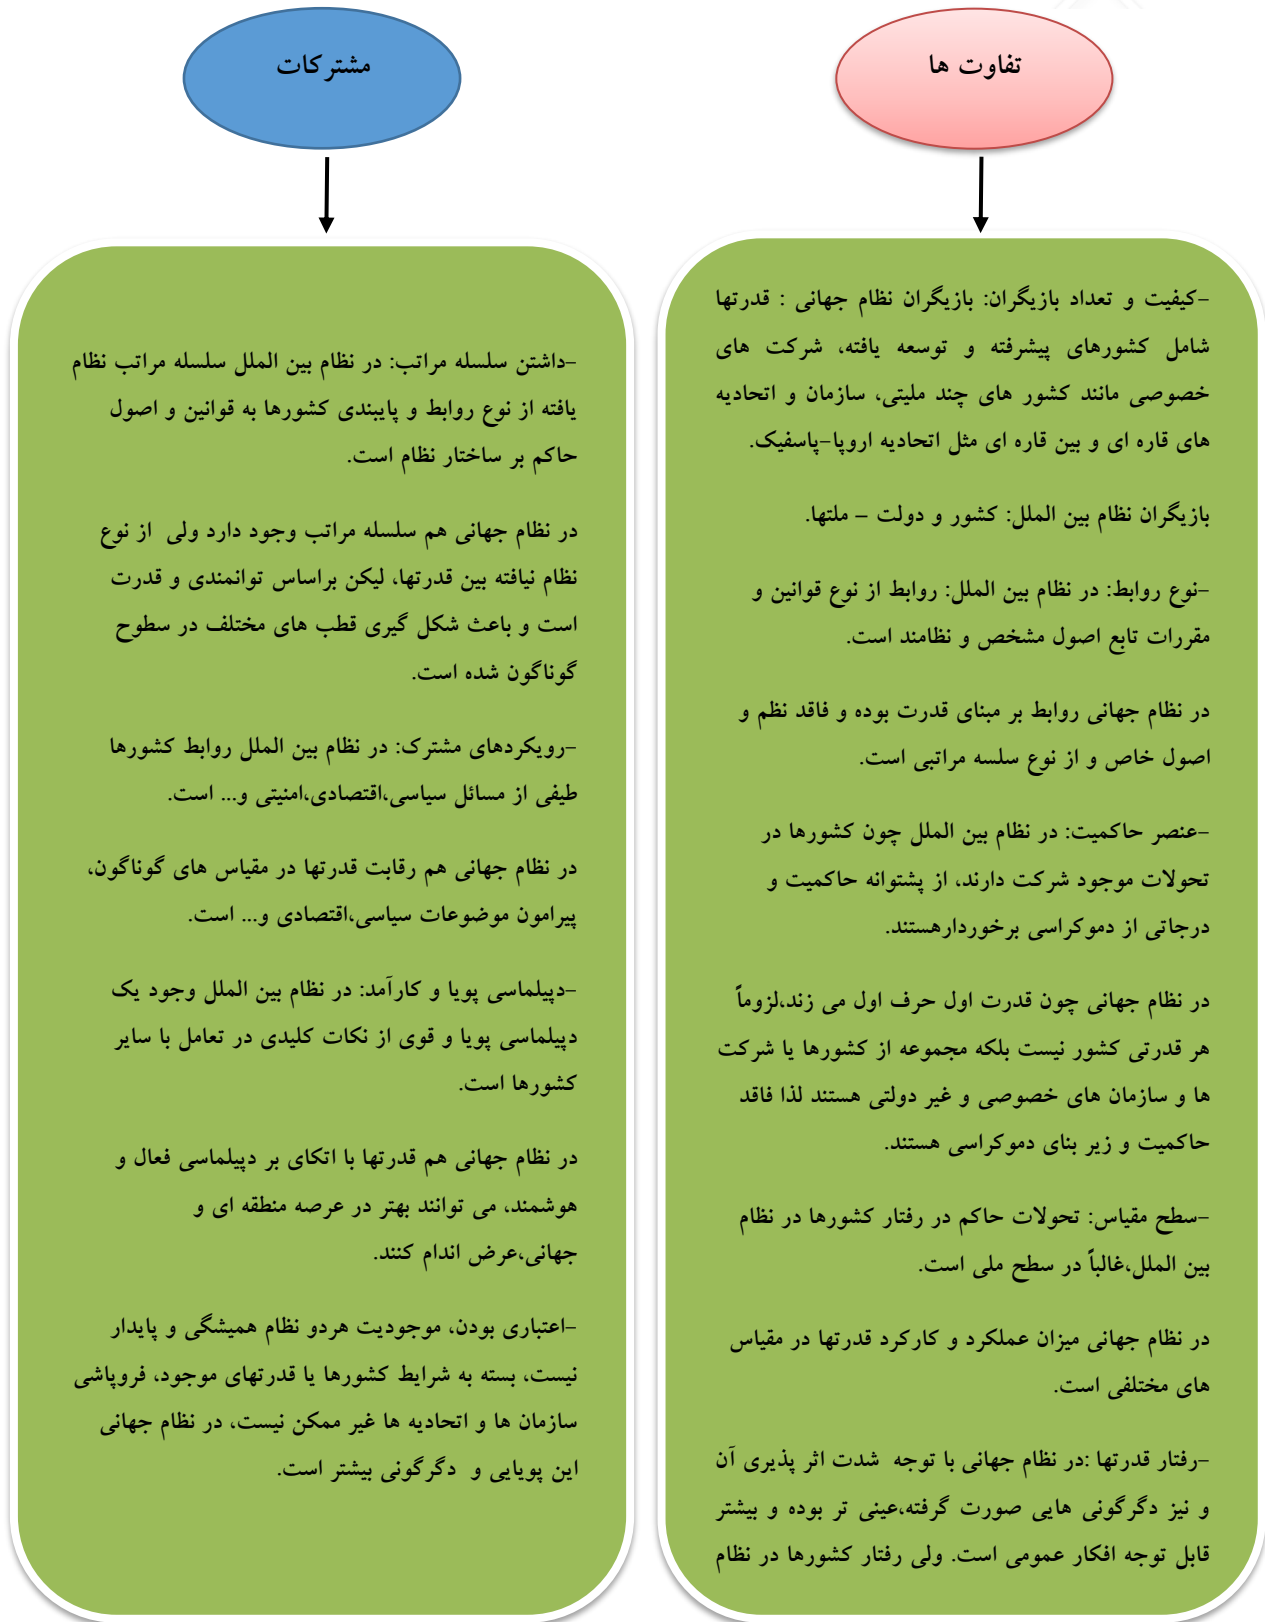 تفاوت ها
-کیفیت و تعداد بازیگران: بازیگران نظام جهانی : قدرتها
شامل کشورهای پیشرفته و توسعه یافته، شرکت های
خصوصی مانند کشور های چند ملیتی، سازمان و اتحادیه
های قاره ای و بین قاره ای مثل اتحادیه اروپا-پاسفیک.
بازیگران نظام بین الملل: کشور و دولت – ملتها.
-نوع روابط: در نظام بین الملل: روابط از نوع قوانین و
مقررات تابع اصول مشخص و نظامند است.
در نظام جهانی روابط بر مبنای قدرت بوده و فاقد نظم و
اصول خاص و از نوع سلسه مراتبی است.
-عنصر حاکمیت: در نظام بین الملل چون کشورها در
تحولات موجود شرکت دارند، از پشتوانه حاکمیت و
درجاتی از دموکراسی برخوردارهستند.
در نظام جهانی چون قدرت اول حرف اول می زند،لزوماً
هر قدرتی کشور نیست بلکه مجموعه از کشورها یا شرکت
ها و سازمان های خصوصی و غیر دولتی هستند لذا فاقد
حاکمیت و زیر بنای دموکراسی هستند.
-سطح مقیاس: تحولات حاکم در رفتار کشورها در نظام
بین الملل،غالباً در سطح ملی است.
در نظام جهانی میزان عملکرد و کارکرد قدرتها در مقیاس
های مختلفی است.
-رفتار قدرتها :در نظام جهانی با توجه شدت اثر پذیری آن
و نیز دگرگونی هایی صورت گرفته،عینی تر بوده و بیشتر
قابل توجه افکار عمومی است. ولی رفتار کشورها در نظام
مشترکات
-داشتن سلسله مراتب: در نظام بین الملل سلسله مراتب نظام
یافته از نوع روابط و پایبندی کشورها به قوانین و اصول
حاکم بر ساختار نظام است.
در نظام جهانی هم سلسله مراتب وجود دارد ولی از نوع
نظام نیافته بین قدرتها، لیکن براساس توانمندی و قدرت
است و باعث شکل گیری قطب های مختلف در سطوح
گوناگون شده است.
-رویکردهای مشترک: در نظام بین الملل روابط کشورها
طیفی از مسائل سیاسی،اقتصادی،امنیتی و... است.
در نظام جهانی هم رقابت قدرتها در مقیاس های گوناگون،
پیرامون موضوعات سیاسی،اقتصادی و... است.
-دیپلماسی پویا و کارآمد: در نظام بین الملل وجود یک
دیپلماسی پویا و قوی از نکات کلیدی در تعامل با سایر
کشورها است.
در نظام جهانی هم قدرتها با اتکای بر دیپلماسی فعال و
هوشمند، می توانند بهتر در عرصه منطقه ای و
جهانی،عرض اندام کنند.
-اعتباری بودن، موجودیت هردو نظام همیشگی و پایدار
نیست، بسته به شرایط کشورها یا قدرتهای موجود، فروپاشی
سازمان ها و اتحادیه ها غیر ممکن نیست، در نظام جهانی
این پویایی و دگرگونی بیشتر است.